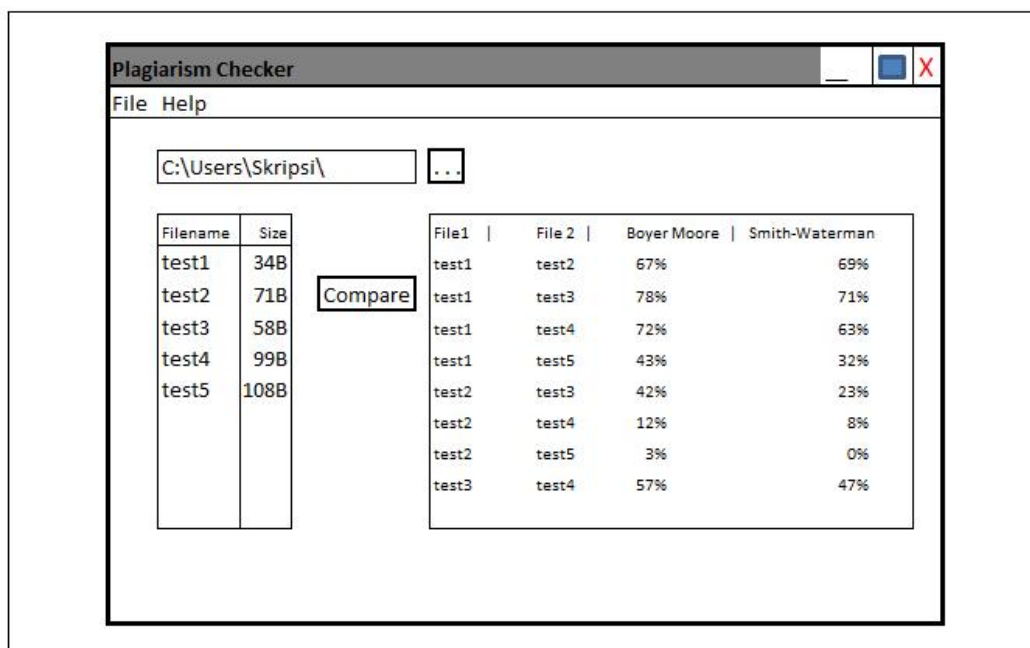 Plagiarism Checker __ X
File Help
C:\Users\Skripsi\ ...
Filename Size
test1 34B
test2 71B
test3 58B
test4 99B
test5 108B
Compare
File1 | File 2 | Boyer Moore | Smith-Waterman
test1 test2 67% 69%
test1 test3 78% 71%
test1 test4 72% 63%
test1 test5 43% 32%
test2 test3 42% 23%
test2 test4 12% 8%
test2 test5 3% 0%
test3 test4 57% 47%